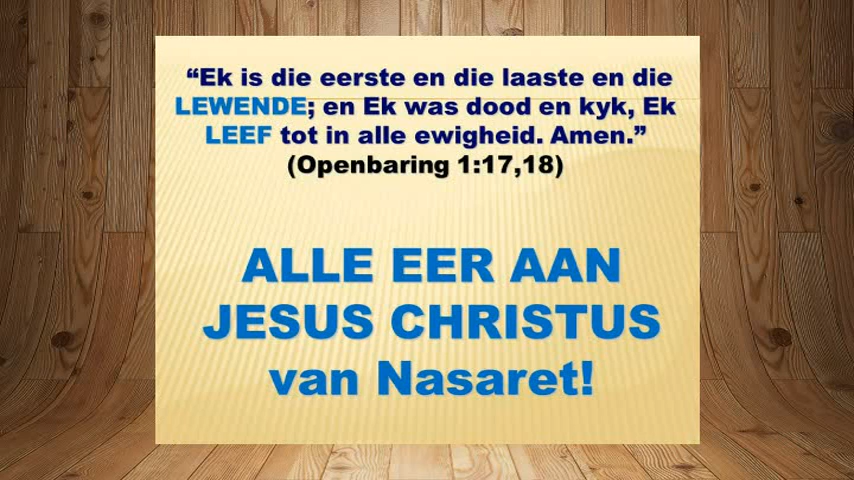 “Ek is die eerste en die laaste en die
LEWENDE; en Ek was dood en kyk, Ek
LEEF tot in alle ewigheid. Amen.”
(Openbaring 1:17,18)
ALLE EER AAN
JESUS CHRISTUS
van Nasaret!